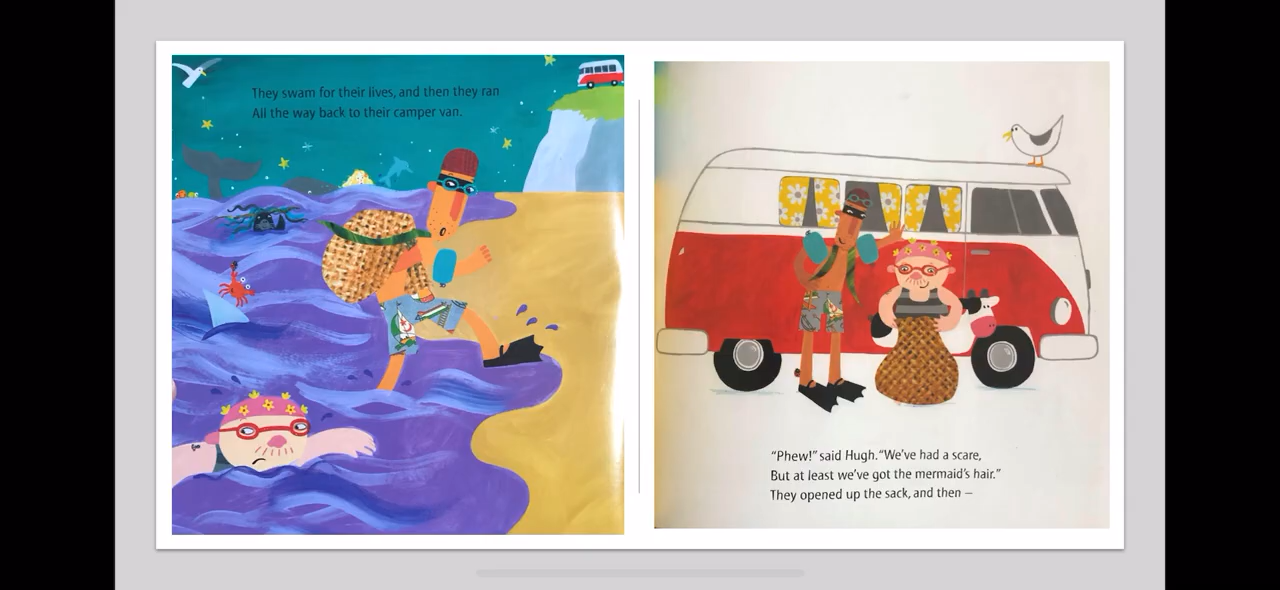 They swam for their lives, and then they ran
All the way back to their camper van.
“Phew!” said Hugh. “We’ve had a scare,
But at least we’ve got the mermaid’s hair.”
They opened up the sack, and then –